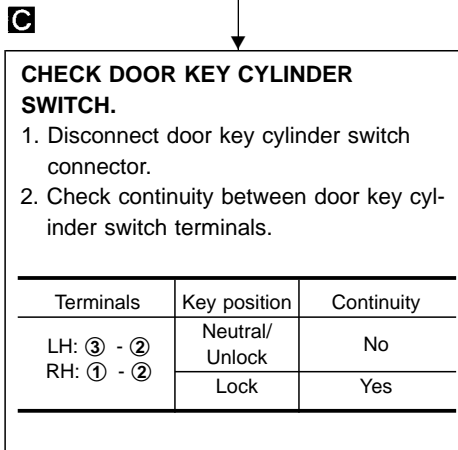 C
CHECK DOOR KEY CYLINDER
SWITCH.
1. Disconnect door key cylinder switch
connector.
2. Check continuity between door key cyl-
inder switch terminals.
Terminals Key position Continuity
LH: ③ - ②
RH: ① - ②
Neutral/
Unlock
No
Lock Yes